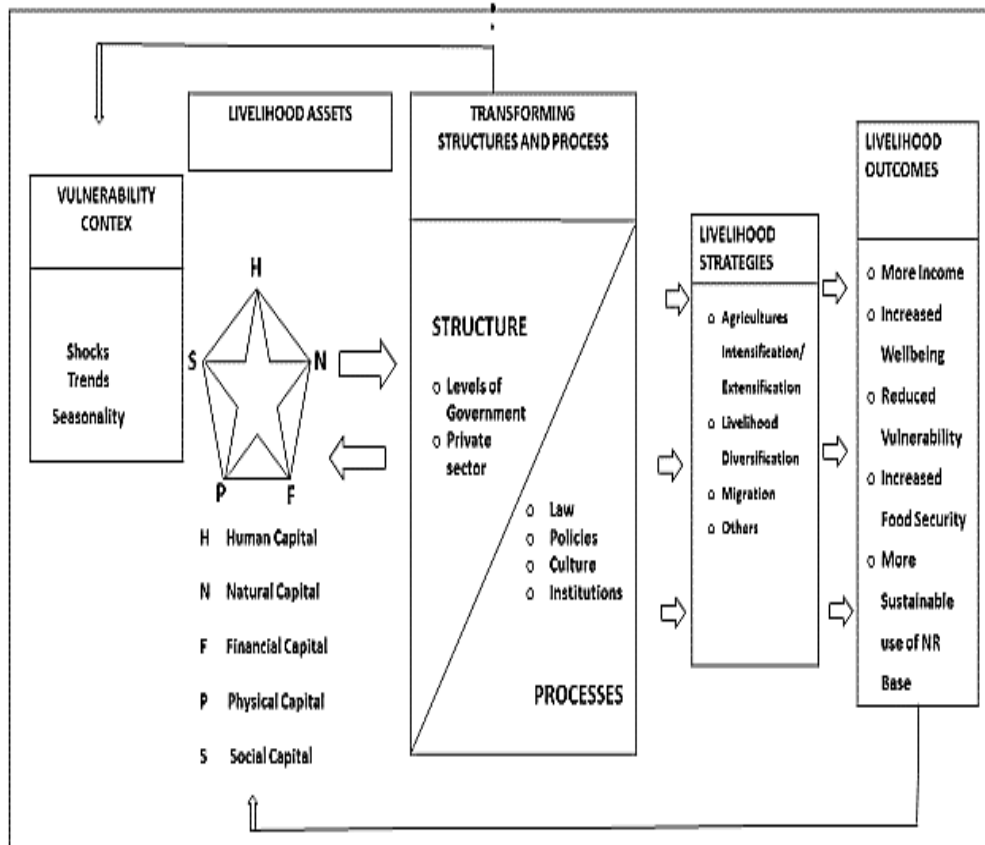 LIVELIHOOD ASSETS
TRANSFORMING
STRUCTURES AND PROCESS
LIVELIHOOD
OUTCOMES
VULNERABILITY
CONTEX
Shocks
Trends
Seasonality
H
S
N
P
F
H Human Capital
N Natural Capital
F Financial Capital
P Physical Capital
S Social Capital
STRUCTURE
o Levels of
Government
o Private
sector
o Law
o Policies
o Culture
o Institutions
PROCESSES
LIVELIHOOD
STRATEGIES
o Agricultures
Intensification/
Extensification
o Livelihood
Diversification
o Migration
o Others
o More Income
o Increased
Wellbeing
o Reduced
Vulnerability
o Increased
Food Security
o More
Sustainable
use of NR
Base